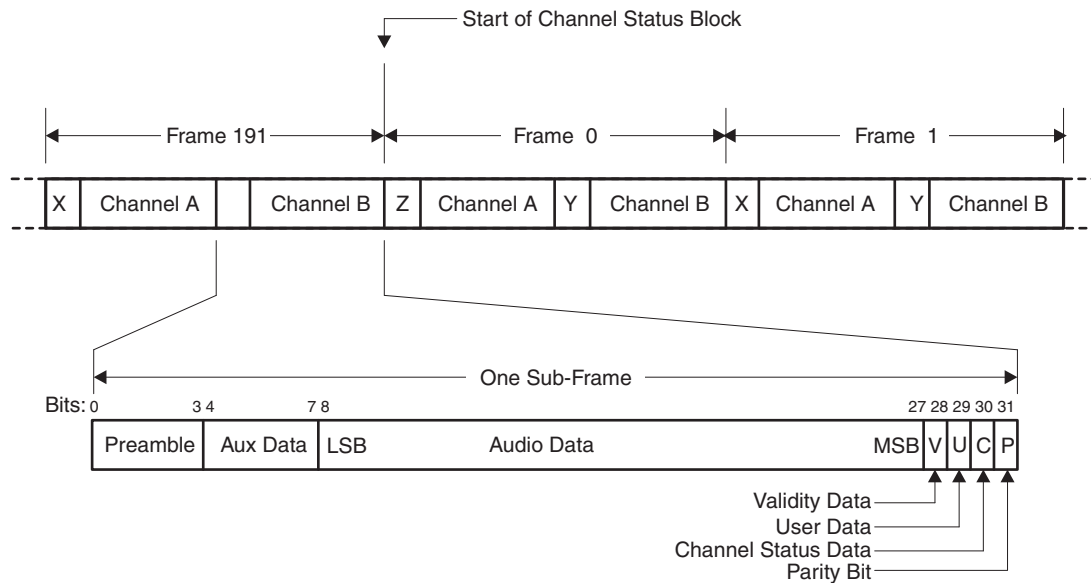 Start of Channel Status Block
Frame 191
Frame 0
Frame 1
X Channel A Channel B Z Channel A Y Channel B X Channel A Y Channel B
One Sub-Frame
Bits: 0 3 4 7 8 27 28 29 30 31
Preamble Aux Data LSB Audio Data MSB V U C P
Validity Data
User Data
Channel Status Data
Parity Bit